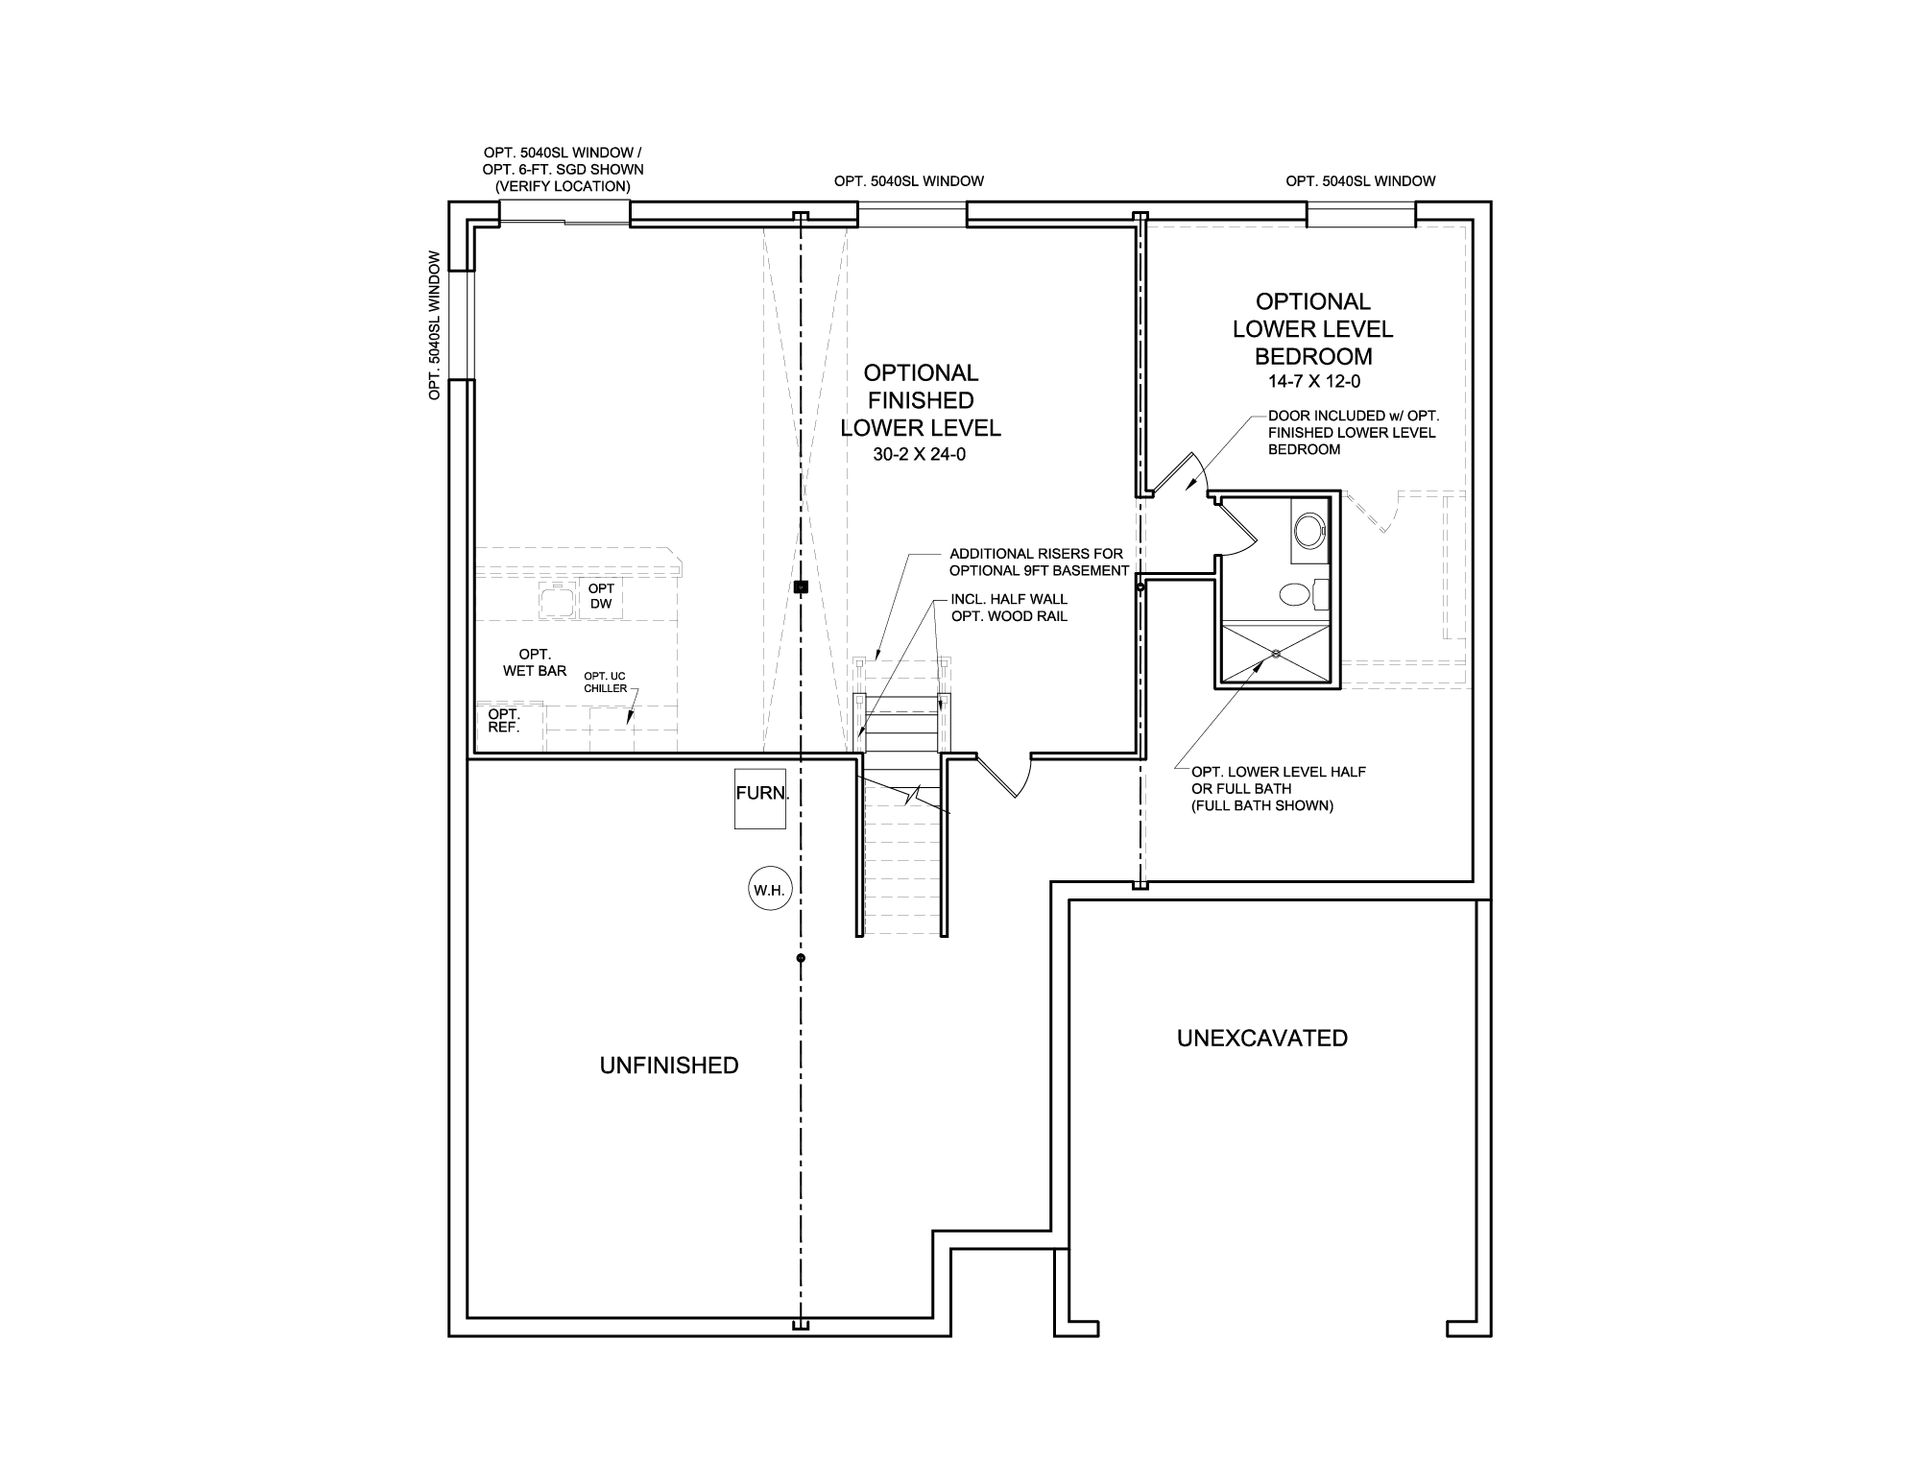 OPT. 5040SL WINDOW /
OPT. 6-FT. SGD SHOWN
(VERIFY LOCATION)
OPT. 5040SL WINDOW
OPT. 5040SL WINDOW
OPT. 5040SL WINDOW
OPTIONAL
LOWER LEVEL
BEDROOM
14-7 X 12-0
OPTIONAL
FINISHED
LOWER LEVEL
30-2 X 24-0
DOOR INCLUDED w/ OPT.
FINISHED LOWER LEVEL
BEDROOM
ADDITIONAL RISERS FOR
OPTIONAL 9FT BASEMENT
INCL. HALF WALL
OPT. WOOD RAIL
OPT
DW
OPT.
WET BAR
OPT. UC
CHILLER
OPT.
REF.
OPT. LOWER LEVEL HALF
OR FULL BATH
(FULL BATH SHOWN)
FURN.
W.H.
UNFINISHED
UNEXCAVATED